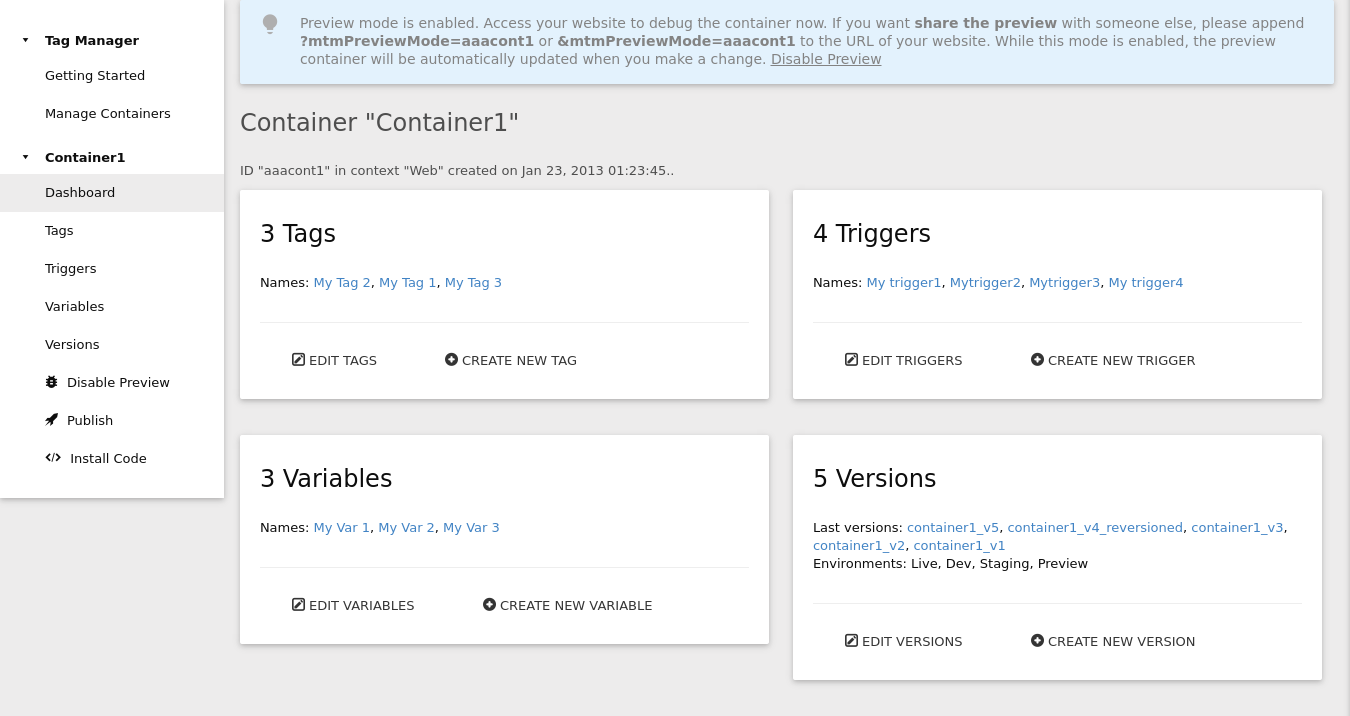 Tag Manager
Getting Started
Manage Containers
Container1
Dashboard
Tags
Triggers
Variables
Versions
Disable Preview
Publish
Install Code
Preview mode is enabled. Access your website to debug the container now. If you want share the preview with someone else, please append
?mtmPreviewMode=aaacont1 or &mtmPreviewMode=aaacont1 to the URL of your website. While this mode is enabled, the preview
container will be automatically updated when you make a change. Disable Preview
Container "Container1"
ID "aaacont1" in context "Web" created on Jan 23, 2013 01:23:45..
3 Tags
Names: My Tag 2, My Tag 1, My Tag 3
EDIT TAGS CREATE NEW TAG
4 Triggers
Names: My trigger1, Mytrigger2, Mytrigger3, My trigger4
EDIT TRIGGERS CREATE NEW TRIGGER
3 Variables
Names: My Var 1, My Var 2, My Var 3
EDIT VARIABLES CREATE NEW VARIABLE
5 Versions
Last versions: container1_v5, container1_v4_reversioned, container1_v3,
container1_v2, container1_v1
Environments: Live, Dev, Staging, Preview
EDIT VERSIONS CREATE NEW VERSION